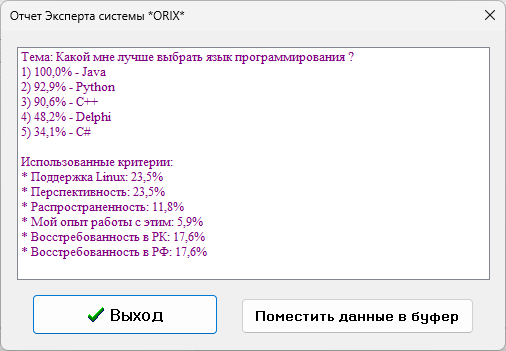 Отчет Эксперта системы *ORIX*
Тема: Какой мне лучше выбрать язык программирования ?
1) 100,0% - Java
2) 92,9% - Python
3) 90,6% - C++
4) 48,2% - Delphi
5) 34,1% - C#
Использованные критерии:
* Поддержка Linux: 23,5%
* Перспективность: 23,5%
* Распространенность: 11,8%
* Мой опыт работы с этим: 5,9%
* Восстребованность в РК: 17,6%
* Восстребованность в РФ: 17,6%
Выход
Поместить данные в буфер